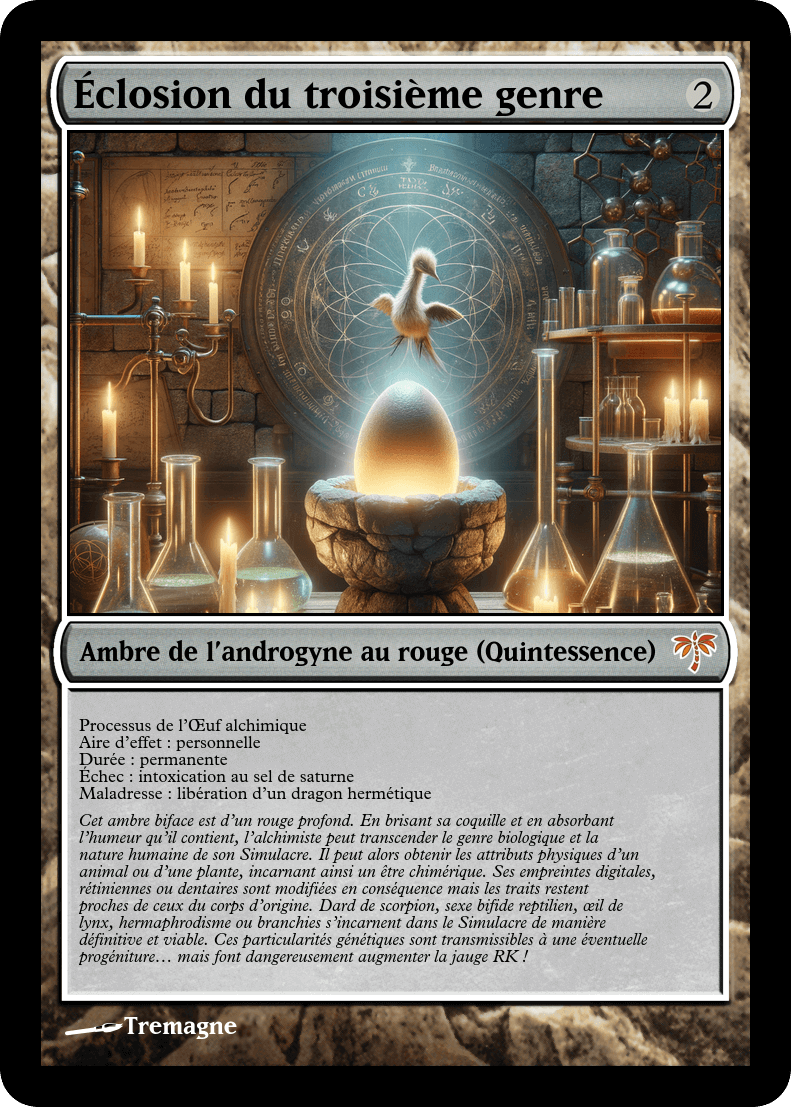 Éclosion du troisième genre 2
Ambre de l'androgyne au rouge (Quintessence)
Processus de l'Œuf alchimique
Aire d'effet : personnelle
Durée : permanente
Échec : intoxication au sel de saturne
Maladresse : libération d'un dragon hermétique
Cet ambre biface est d'un rouge profond. En brisant sa coquille et en absorbant
l'humeur qu'il contient, l'alchimiste peut transcender le genre biologique et la
nature humaine de son Simulacre. Il peut alors obtenir les attributs physiques d'un
animal ou d'une plante, incarnant ainsi un être chimérique. Ses empreintes digitales,
rétiniennes ou dentaires sont modifiées en conséquence mais les traits restent
proches de ceux du corps d'origine. Dard de scorpion, sexe bifide reptilien, œil de
lynx, hermaphrodisme ou branchies s'incarnent dans le Simulacre de manière
définitive et viable. Ces particularités génétiques sont transmissibles à une éventuelle
progéniture… mais font dangereusement augmenter la jauge RK !
Tremagne